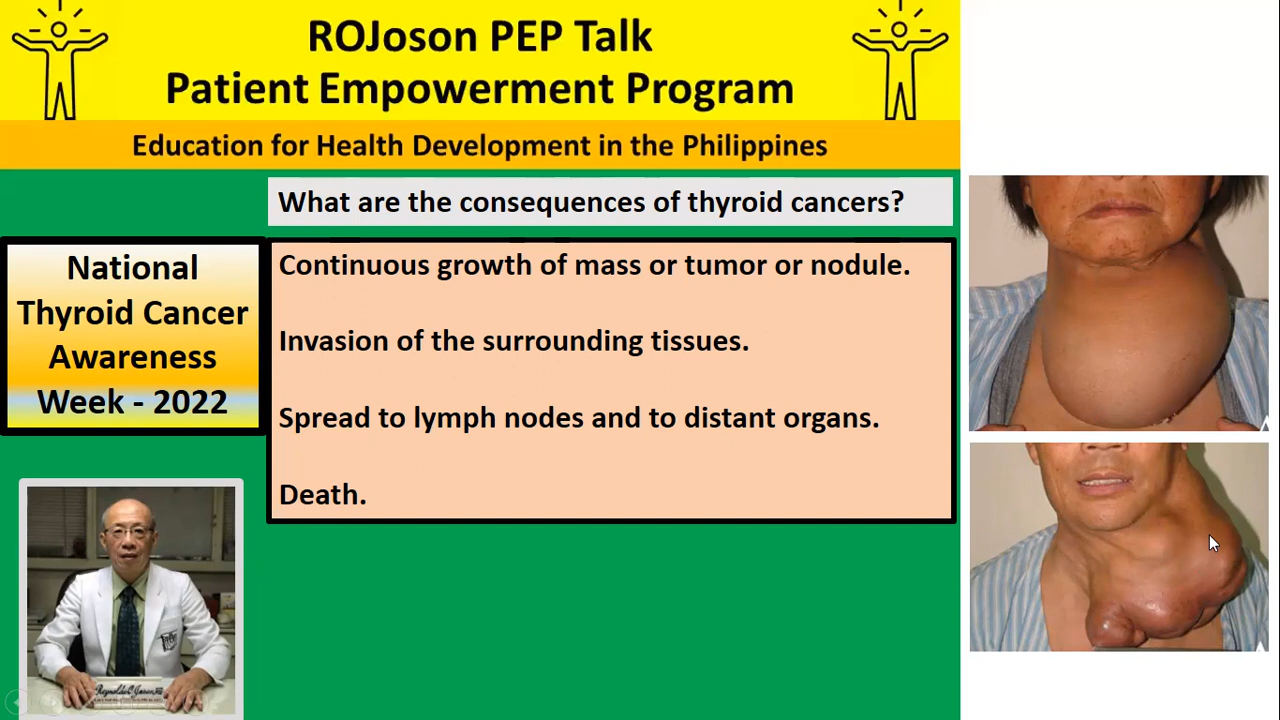 ROJoson PEP Talk
Patient Empowerment Program
Education for Health Development in the Philippines
What are the consequences of thyroid cancers?
National
Thyroid Cancer
Awareness
Week - 2022
Continuous growth of mass or tumor or nodule.
Invasion of the surrounding tissues.
Spread to lymph nodes and to distant organs.
Death.